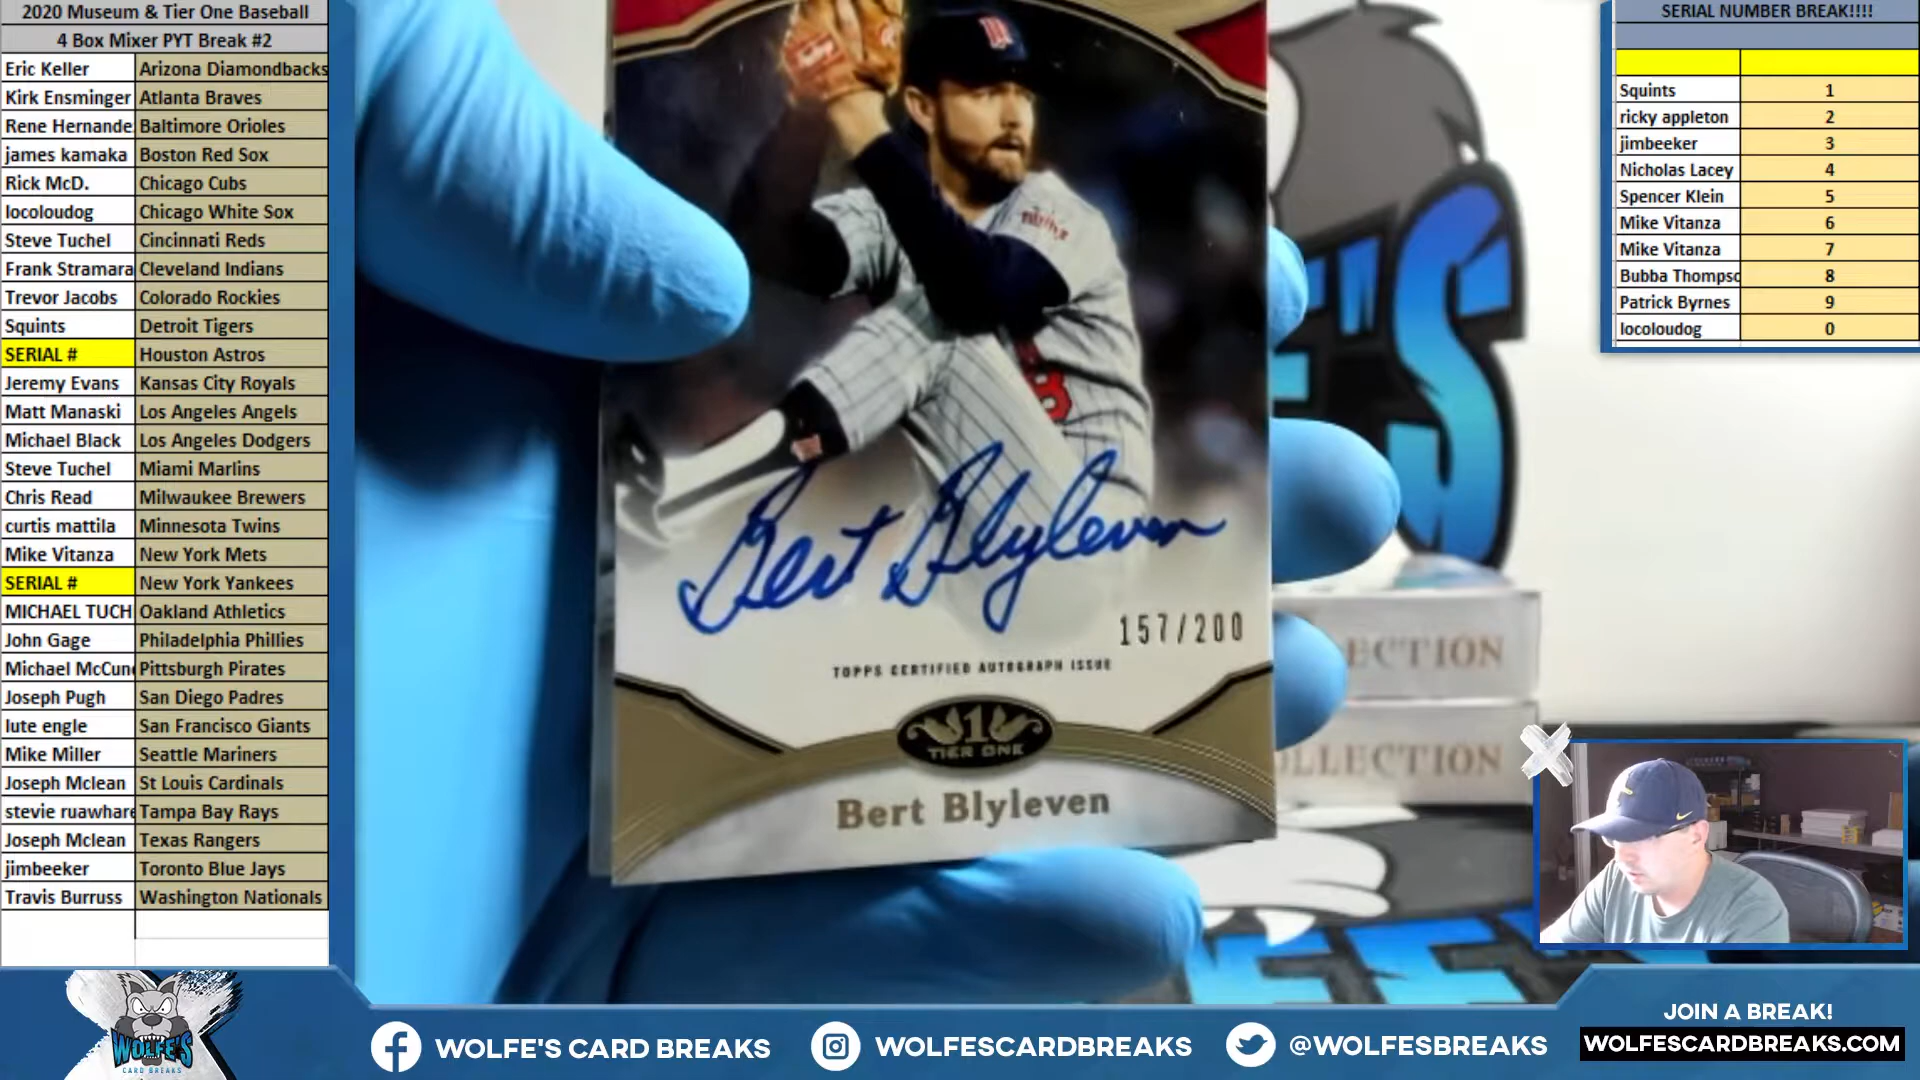 2020 Museum & Tier One Baseball
4 Box Mixer PYT Break #2
Eric Keller Arizona Diamondbacks
Kirk Ensminger Atlanta Braves
Rene Hernande Baltimore Orioles
james kamaka Boston Red Sox
Rick McD. Chicago Cubs
locoloudog Chicago White Sox
Steve Tuchel Cincinnati Reds
Frank Stramara Cleveland Indians
Trevor Jacobs Colorado Rockies
Squints Detroit Tigers
SERIAL # Houston Astros
Jeremy Evans Kansas City Royals
Matt Manaski Los Angeles Angels
Michael Black Los Angeles Dodgers
Steve Tuchel Miami Marlins
Chris Read Milwaukee Brewers
curtis mattila Minnesota Twins
Mike Vitanza New York Mets
SERIAL # New York Yankees
MICHAEL TUCH Oakland Athletics
John Gage Philadelphia Phillies
Michael McCun Pittsburgh Pirates
Joseph Pugh San Diego Padres
lute engle San Francisco Giants
Mike Miller Seattle Mariners
Joseph Mclean St Louis Cardinals
stevie ruawhare Tampa Bay Rays
Joseph Mclean Texas Rangers
jimbeeker Toronto Blue Jays
Travis Burruss Washington Nationals
Bert Blyleven
157/200
TOPPS CERTIFIED AUTOGRAPH ISSUE
1
TIER ONE
Bert Blyleven
ECTION
OLLECTION
SERIAL NUMBER BREAK!!!!
Squints 1
ricky appleton 2
jimbeeker 3
Nicholas Lacey 4
Spencer Klein 5
Mike Vitanza 6
Mike Vitanza 7
Bubba Thompso 8
Patrick Byrnes 9
locoloudog 0
WOLFE'S
CARD BREAKS
WOLFE'S CARD BREAKS
WOLFESCARDBREAKS
@WOLFESBREAKS
JOIN A BREAK!
WOLFESCARDBREAKS.COM